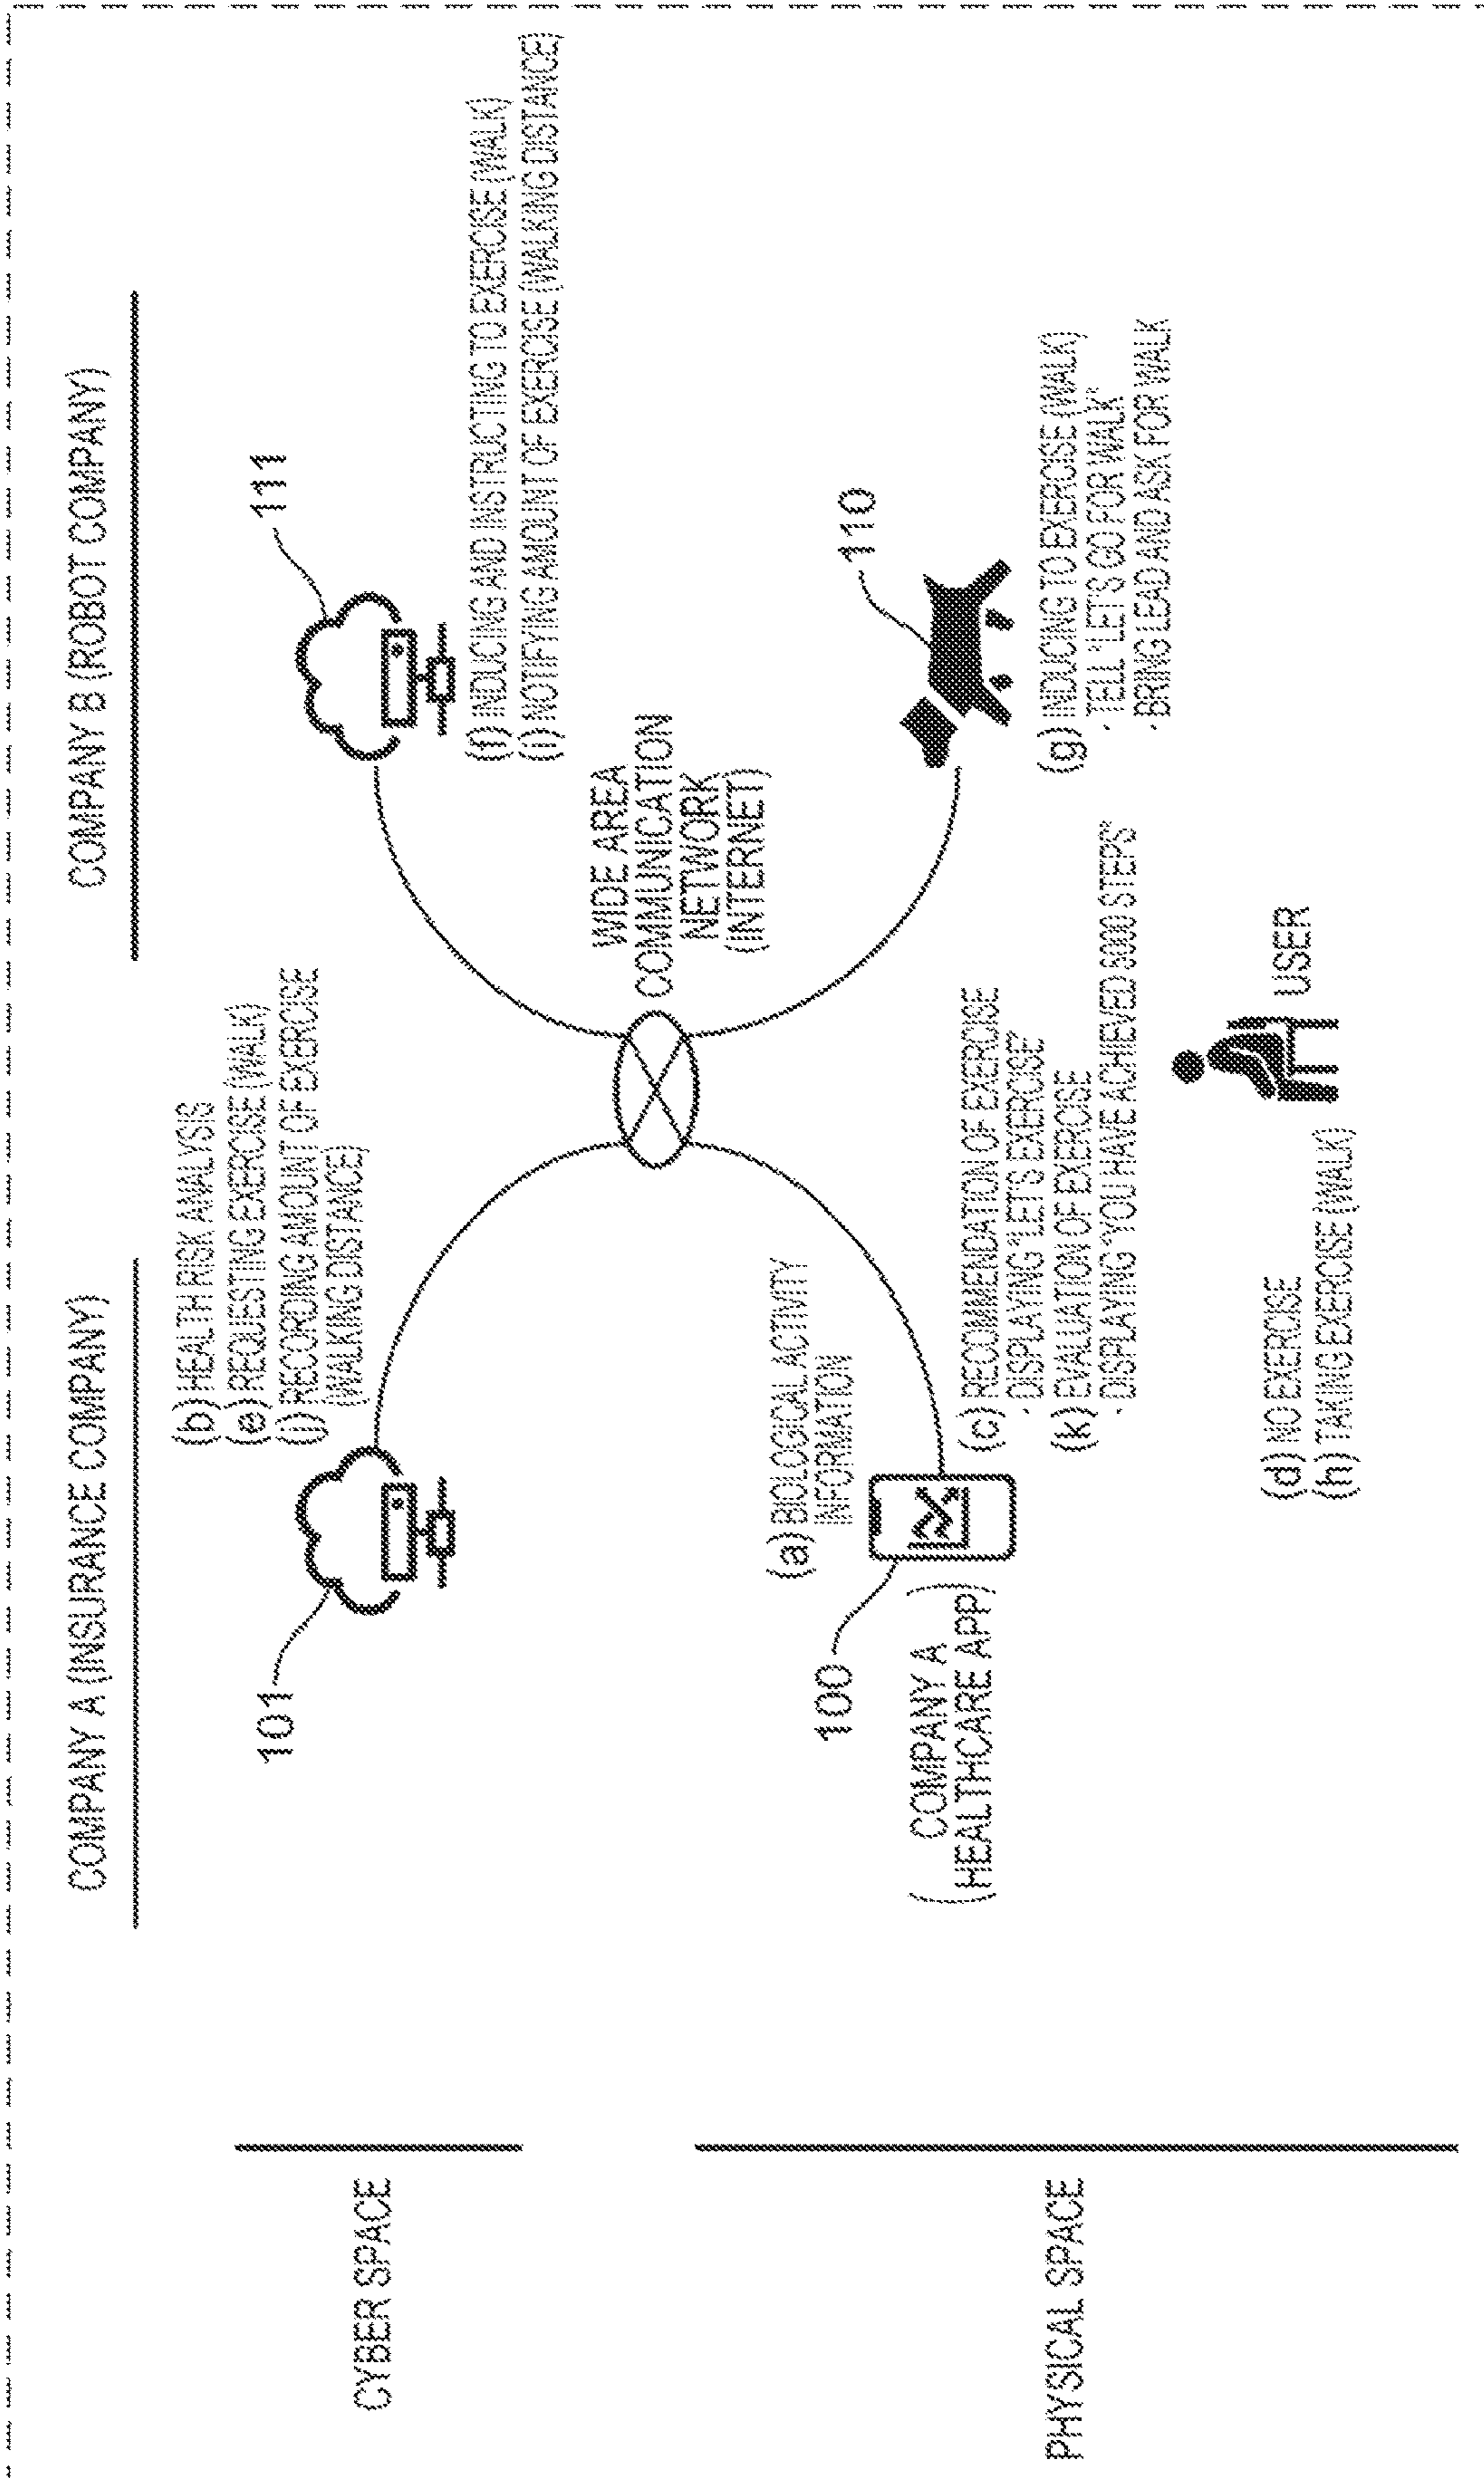 COMPANY A (INSURANCE COMPANY)
COMPANY B (ROBOT COMPANY)
CYBER SPACE
101
(b) HEALTH RISK ANALYSIS
(e) REQUESTING EXERCISE (WALK)
(j) RECORDING AMOUNT OF EXERCISE
(WALKING DISTANCE)
111
(f) INDUCING AND INSTRUCTING TO EXERCISE (WALK)
(i) NOTIFYING AMOUNT OF EXERCISE (WALKING DISTANCE)
WIDE AREA
COMMUNICATION
NETWORK
(INTERNET)
PHYSICAL SPACE
(a) BIOLOGICAL ACTIVITY
INFORMATION
100
(COMPANY A
HEALTHCARE APP)
(c) RECOMMENDATION OF EXERCISE
· DISPLAYING "LET'S EXERCISE"
(k) EVALUATION OF EXERCISE
· DISPLAYING "YOU HAVE ACHIEVED 5000 STEPS"
110
(g) INDUCING TO EXERCISE (WALK)
· TELL "LET'S GO FOR WALK"
· BRING LEAD AND ASK FOR WALK
(d) NO EXERCISE
(h) TAKING EXERCISE (WALK)
USER